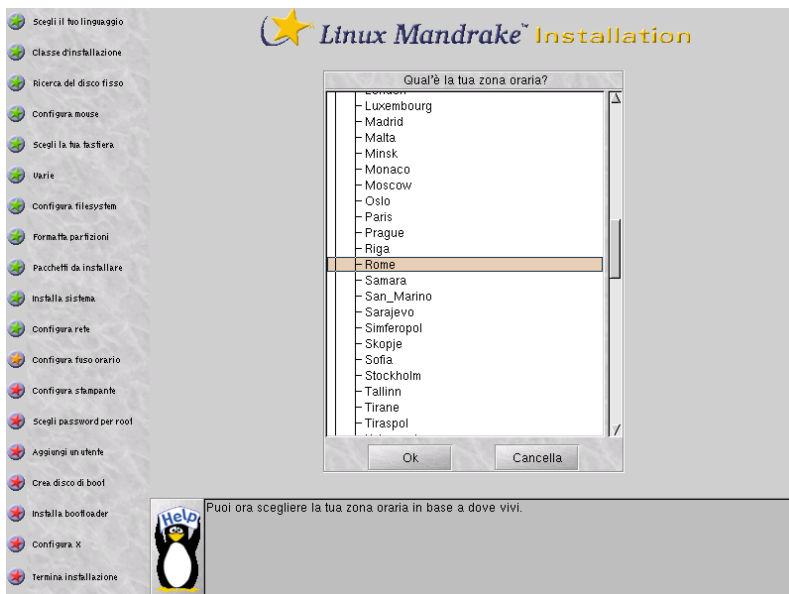 Linux Mandrake™ Installation
Scegli il tuo linguaggio
Classe d'installazione
Ricerca del disco fisso
Configura mouse
Scegli la tua tastiera
Varie
Configura filesystem
Formatta partizioni
Pacchetti da installare
Installa sistema
Configura rete
Configura fuso orario
Configura stampante
Scegli password per root
Aggiungi un utente
Crea disco di boot
Installa bootloader
Configura X
Termina installazione
Qual'è la tua zona oraria?
Luxembourg
Madrid
Malta
Minsk
Monaco
Moscow
Oslo
Paris
Prague
Riga
Rome
Samara
San_Marino
Sarajevo
Simferopol
Skopje
Sofia
Stockholm
Tallinn
Tirane
Tiraspol
Ok
Cancella
Help
Puoi ora scegliere la tua zona oraria in base a dove vivi.